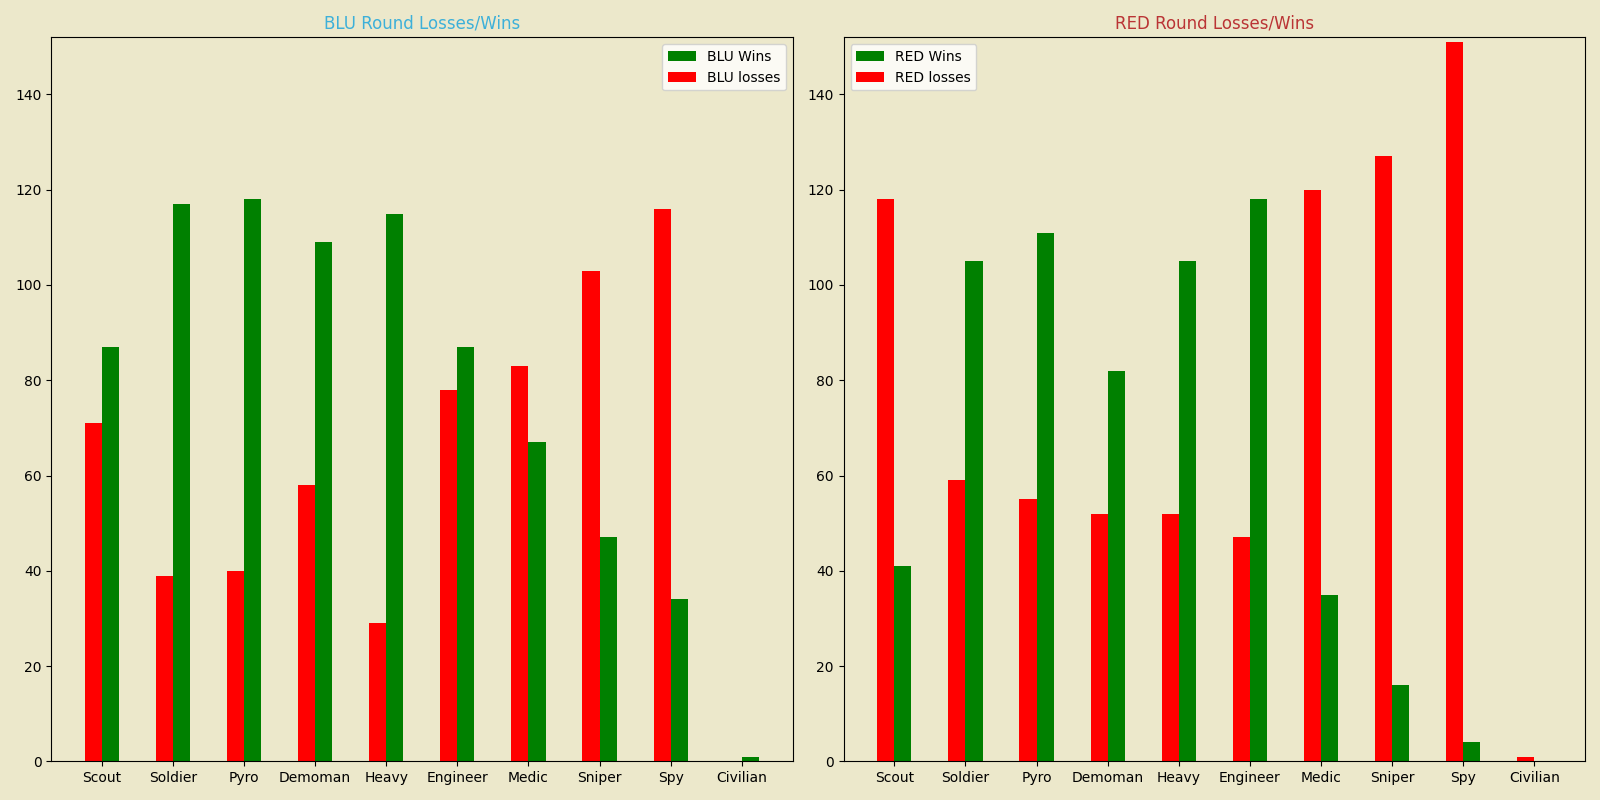 BLU Round Losses/Wins
BLU Wins
BLU losses
140
120
100
80
60
40
20
0
Scout Soldier Pyro Demoman Heavy Engineer Medic Sniper Spy Civilian
RED Round Losses/Wins
RED Wins
RED losses
140
120
100
80
60
40
20
0
Scout Soldier Pyro Demoman Heavy Engineer Medic Sniper Spy Civilian